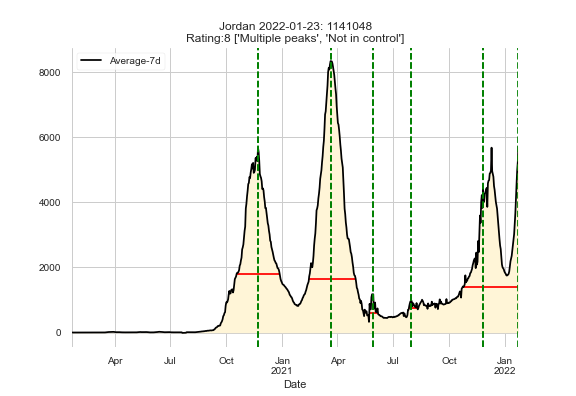 Jordan 2022-01-23: 1141048
Rating:8 ['Multiple peaks', 'Not in control']
Average-7d
8000
6000
4000
2000
0
Apr Jul Oct Jan Apr Jul Oct Jan
2021 2022
Date